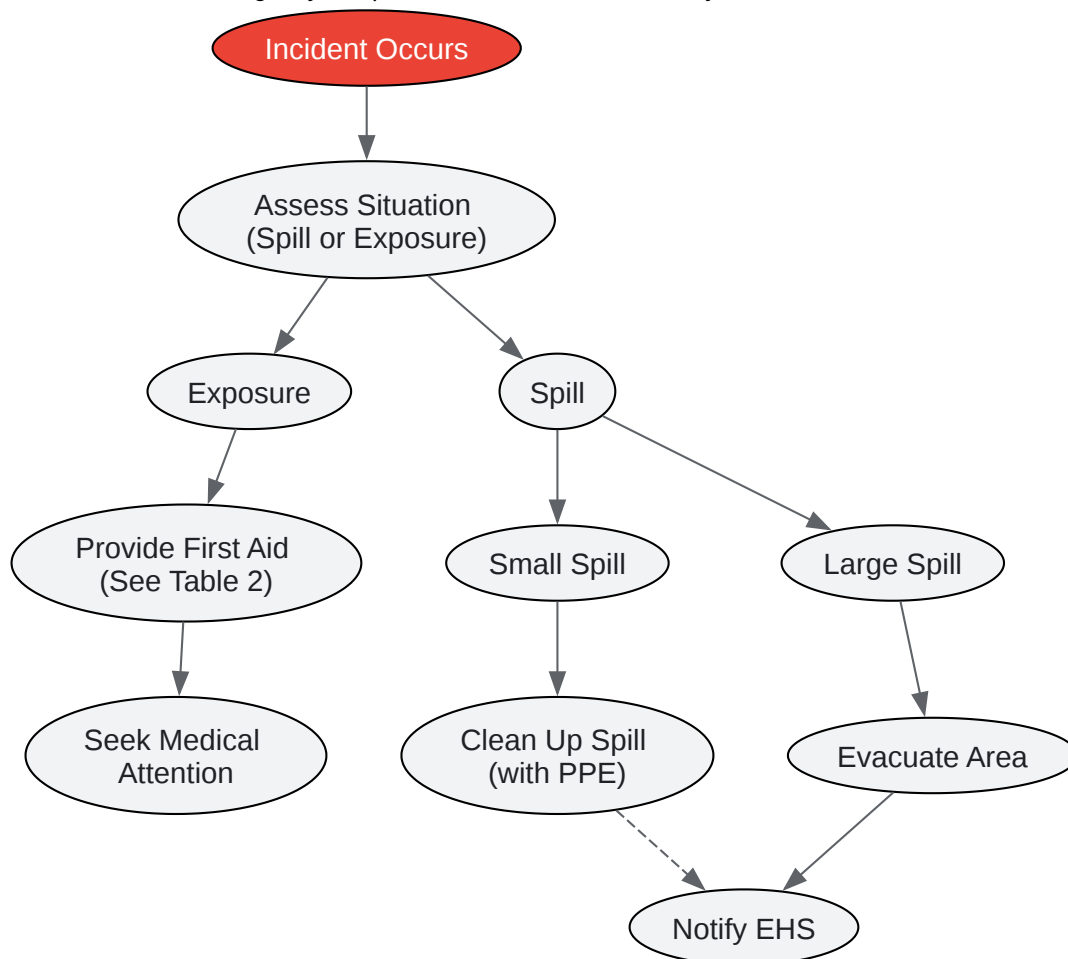 Incident Occurs
Assess Situation
(Spill or Exposure)
Exposure
Spill
Provide First Aid
(See Table 2)
Small Spill
Large Spill
Seek Medical
Attention
Clean Up Spill
(with PPE)
Evacuate Area
Notify EHS